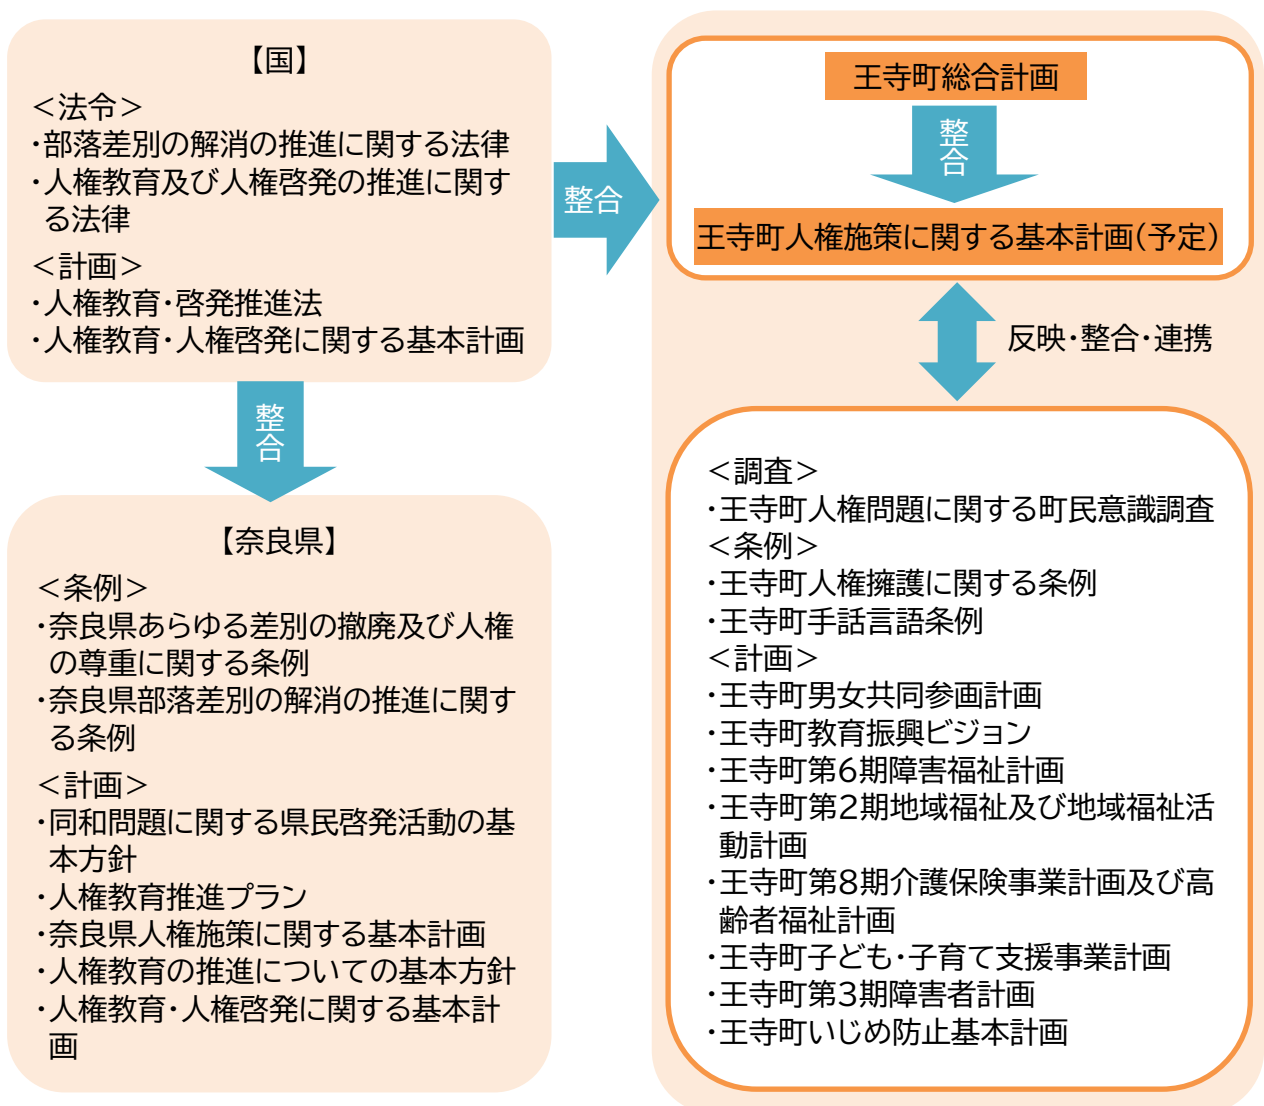 【国】
＜法令＞
・部落差別の解消の推進に関する法律
・人権教育及び人権啓発の推進に関す
る法律
＜計画＞
・人権教育・啓発推進法
・人権教育・人権啓発に関する基本計画
整合
【奈良県】
＜条例＞
・奈良県あらゆる差別の撤廃及び人権
の尊重に関する条例
・奈良県部落差別の解消の推進に関す
る条例
＜計画＞
・同和問題に関する県民啓発活動の基
本方針
・人権教育推進プラン
・奈良県人権施策に関する基本計画
・人権教育の推進についての基本方針
・人権教育・人権啓発に関する基本計
画
整合
王寺町総合計画
整合
王寺町人権施策に関する基本計画(予定)
反映・整合・連携
＜調査＞
・王寺町人権問題に関する町民意識調査
＜条例＞
・王寺町人権擁護に関する条例
・王寺町手話言語条例
＜計画＞
・王寺町男女共同参画計画
・王寺町教育振興ビジョン
・王寺町第6期障害福祉計画
・王寺町第2期地域福祉及び地域福祉活
動計画
・王寺町第8期介護保険事業計画及び高
齢者福祉計画
・王寺町子ども・子育て支援事業計画
・王寺町第3期障害者計画
・王寺町いじめ防止基本計画